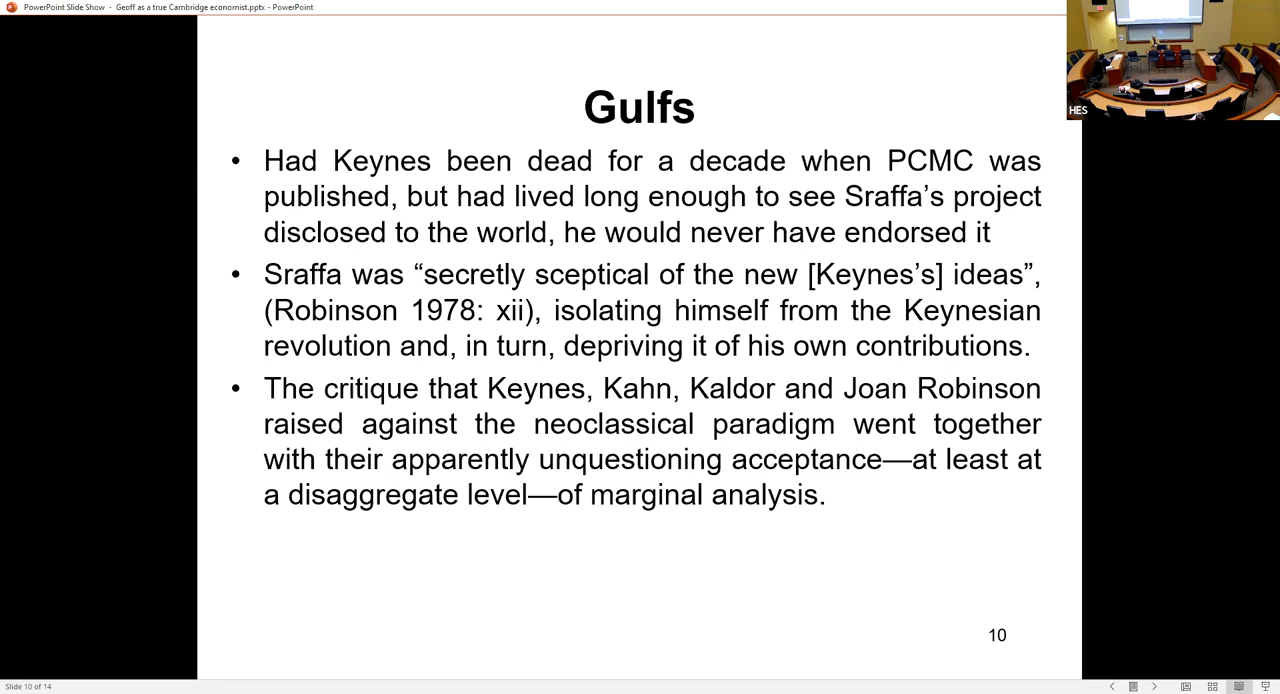 PowerPoint Slide Show - Geoff as a true Cambridge economist.pptx - PowerPoint
HES
Gulfs
• Had Keynes been dead for a decade when PCMC was
published, but had lived long enough to see Sraffa’s project
disclosed to the world, he would never have endorsed it
• Sraffa was “secretly sceptical of the new [Keynes’s] ideas”,
(Robinson 1978: xii), isolating himself from the Keynesian
revolution and, in turn, depriving it of his own contributions.
• The critique that Keynes, Kahn, Kaldor and Joan Robinson
raised against the neoclassical paradigm went together
with their apparently unquestioning acceptance—at least at
a disaggregate level—of marginal analysis.
10
Slide 10 of 14